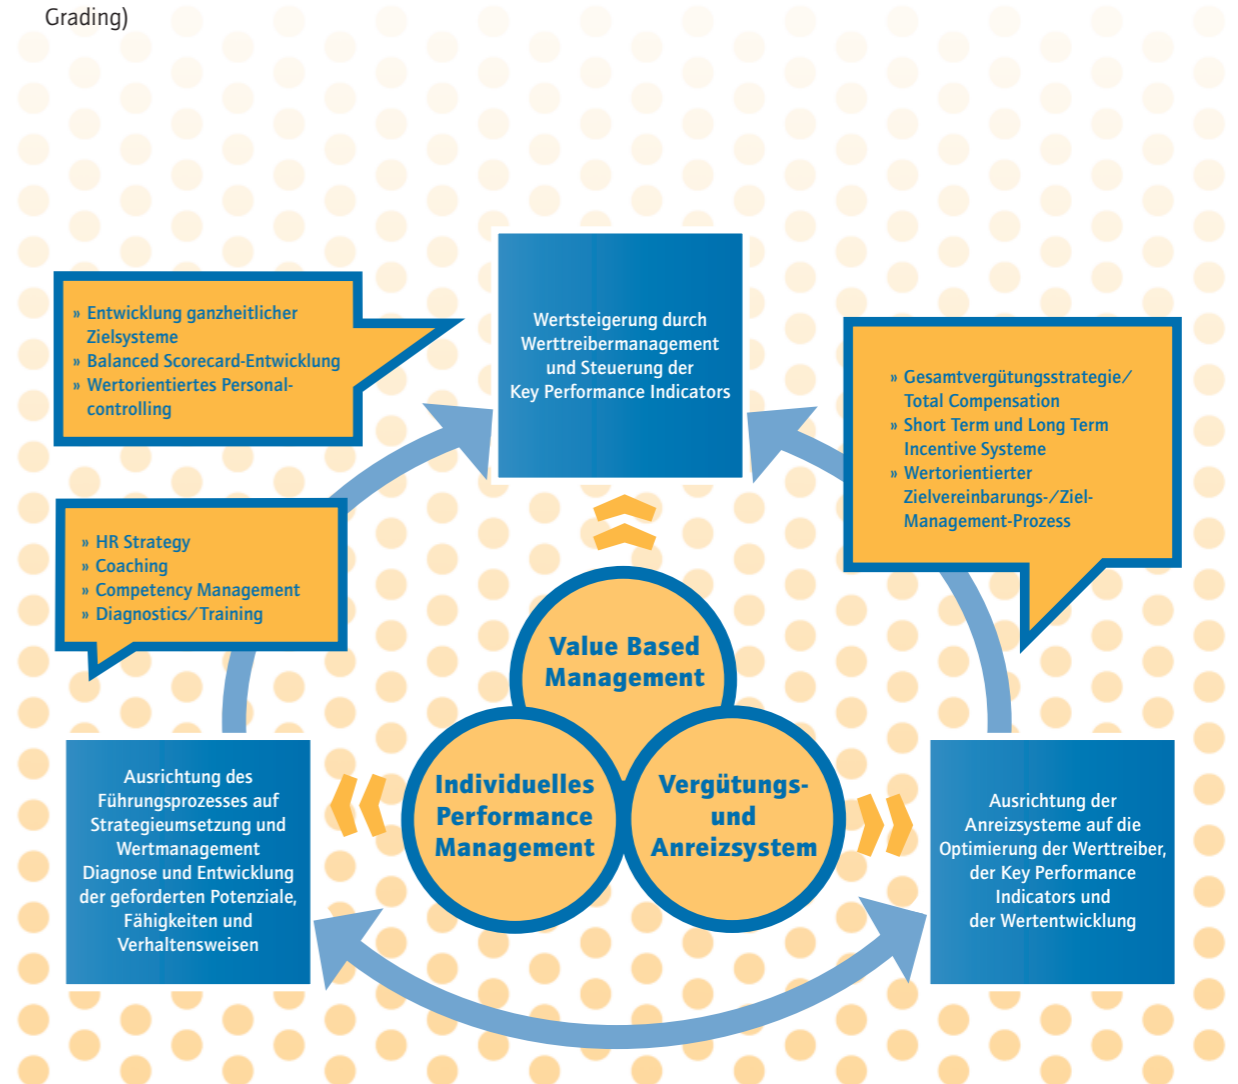 Grading)
» Entwicklung ganzheitlicher
Zielsysteme
» Balanced Scorecard-Entwicklung
» Wertorientiertes Personal-
controlling
Wertsteigerung durch
Werttreibermanagement
und Steuerung der
Key Performance Indicators
» Gesamtvergütungsstrategie/
Total Compensation
» Short Term und Long Term
Incentive Systeme
» Wertorientierter
Zielvereinbarungs-/Ziel-
Management-Prozess
» HR Strategy
» Coaching
» Competency Management
» Diagnostics/Training
Value Based
Management
Individuelles
Performance
Management
Vergütungs-
und
Anreizsystem
Ausrichtung des
Führungsprozesses auf
Strategieumsetzung und
Wertmanagement
Diagnose und Entwicklung
der geforderten Potenziale,
Fähigkeiten und
Verhaltensweisen
Ausrichtung der
Anreizsysteme auf die
Optimierung der Werttreiber,
der Key Performance
Indicators und
der Wertentwicklung